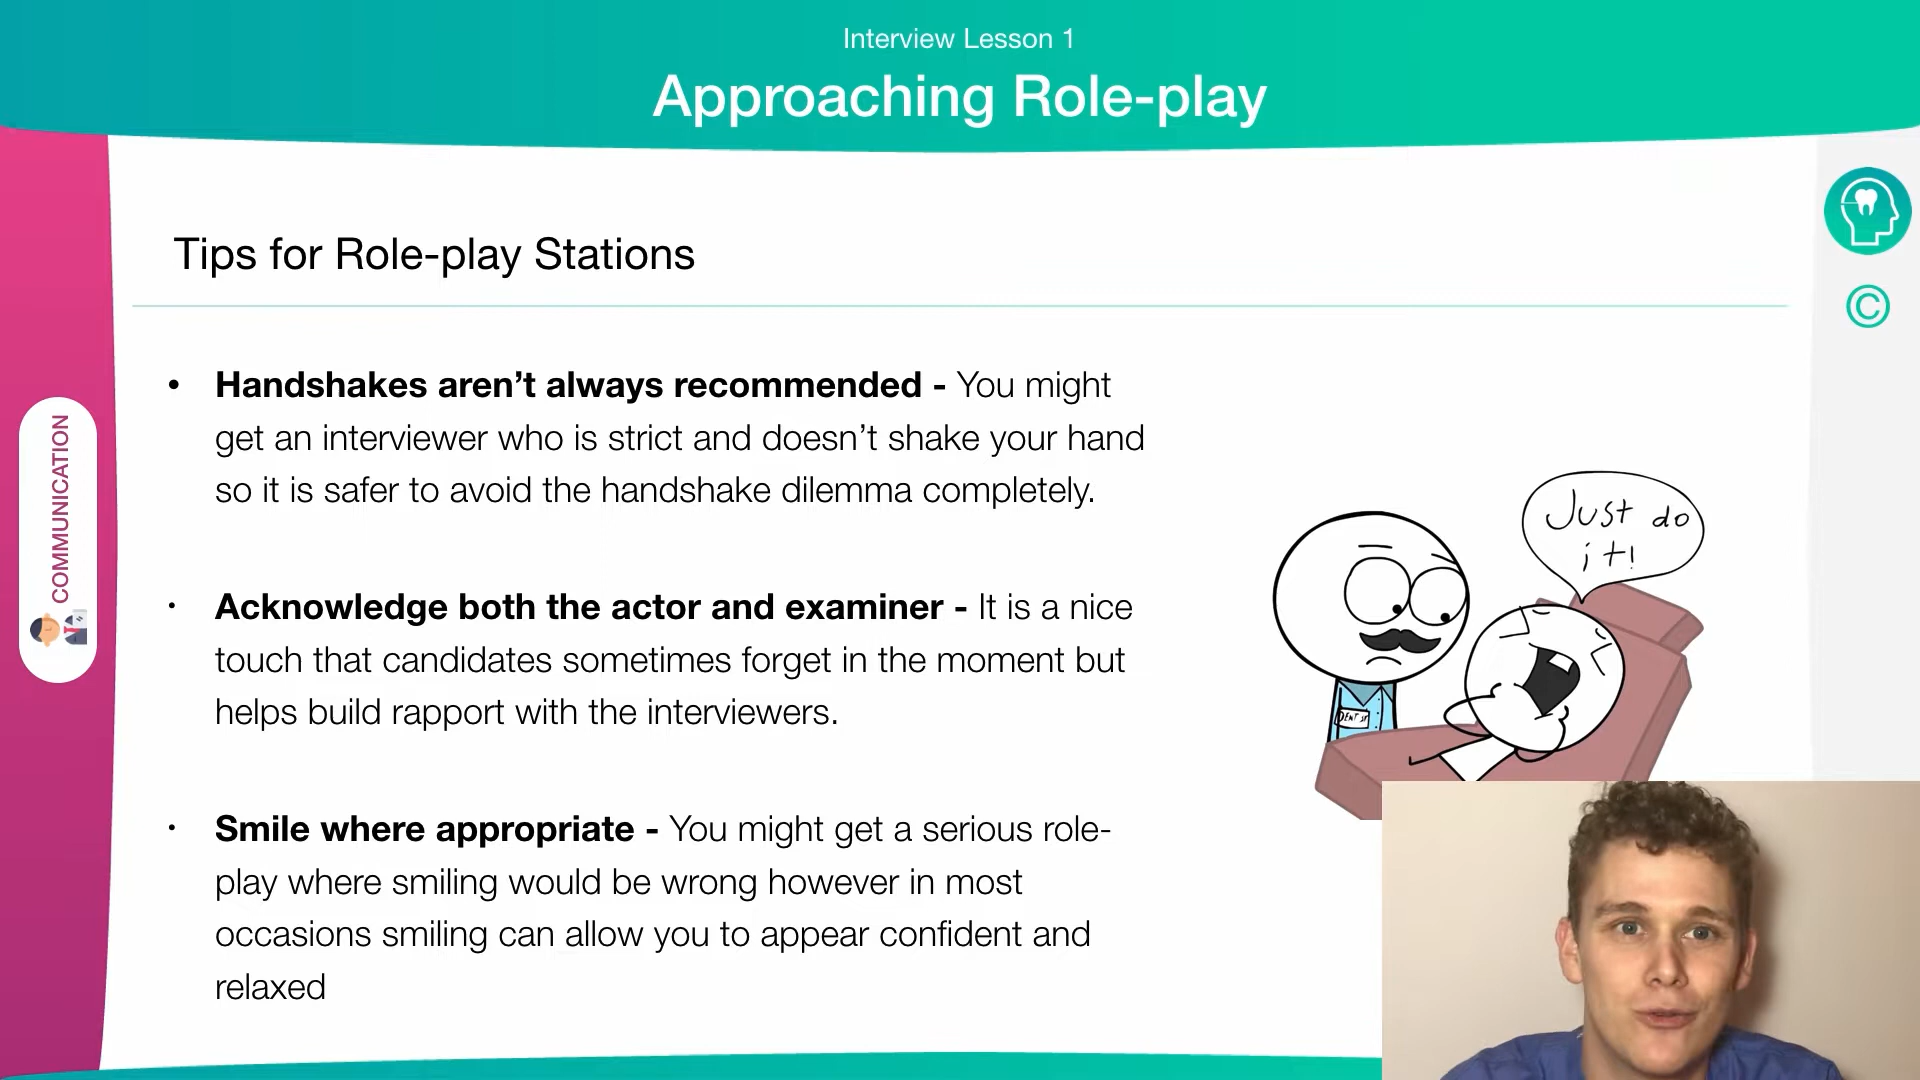 Interview Lesson 1
Approaching Role-play
©
COMMUNICATION
Tips for Role-play Stations
• Handshakes aren’t always recommended - You might
get an interviewer who is strict and doesn’t shake your hand
so it is safer to avoid the handshake dilemma completely.
• Acknowledge both the actor and examiner - It is a nice
touch that candidates sometimes forget in the moment but
helps build rapport with the interviewers.
• Smile where appropriate - You might get a serious role-
play where smiling would be wrong however in most
occasions smiling can allow you to appear confident and
relaxed
Just do
it!